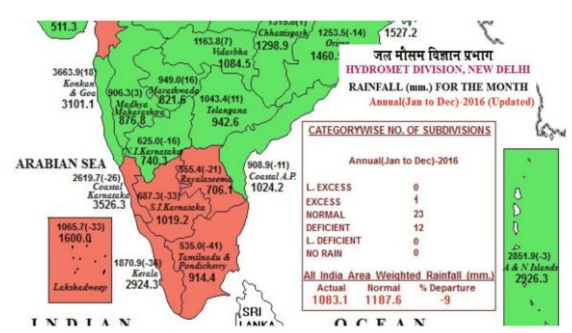 511.3
1315.0(1)
Chhattisgarh
1298.9
1253.5(-14)
1460.
1527.2
1163.8(7)
Vidarbha
1084.5
जल मौसम विज्ञान प्रभाग
HYDROMET DIVISION, NEW DELHI
RAINFALL (mm.) FOR THE MONTH
Annual(Jan to Dec)-2016 (Updated)
3663.9(18)
Konkan
& Goa
3101.1
949.0(16)
Marathwada
821.6
906.3(3)
Madhya
Maharashtra
876.8
1043.4(11)
Telangana
942.6
625.0(-16)
N.I.Karnataka
740.3
ARABIAN SEA
555.4(-21)
Rayalaseema
706.1
908.9(-11)
Coastal A.P.
1024.2
2619.7(-26)
Coastal
Karnataka
3526.3
687.3(-33)
S.I.Karnataka
1019.2
1065.7(-33)
1600.0
Lakshadweep
535.0(-41)
Tamilnadu &
Pondicherry
914.4
1870.9(-36)
Kerala
2924.3
CATEGORYWISE NO. OF SUBDIVISIONS
Annual(Jan to Dec)-2016
L. EXCESS 0
EXCESS 1
NORMAL 23
DEFICIENT 12
L. DEFICIENT 0
NO RAIN 0
All India Area Weighted Rainfall (mm.)
Actual Normal % Departure
1083.1 1187.6 -9
2851.9(-3)
A & N Islands
2926.3
SRI
LANKA
INDIAN OCEAN